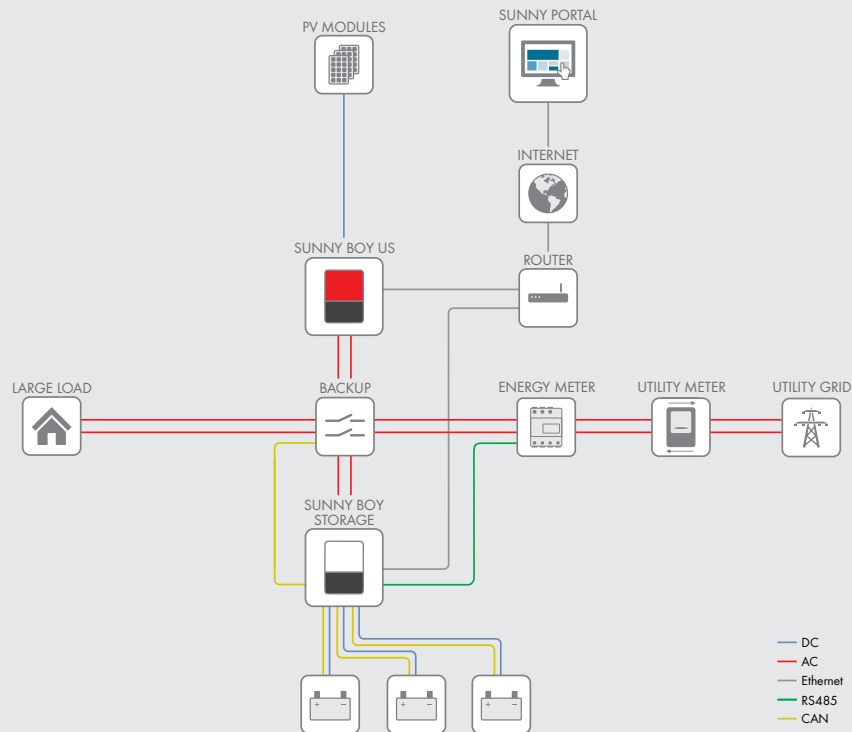 SUNNY PORTAL
PV MODULES
INTERNET
SUNNY BOY US
ROUTER
LARGE LOAD
BACKUP
ENERGY METER
UTILITY METER
UTILITY GRID
SUNNY BOY
STORAGE
+ −
+ −
+ −
DC
AC
Ethernet
RS485
CAN